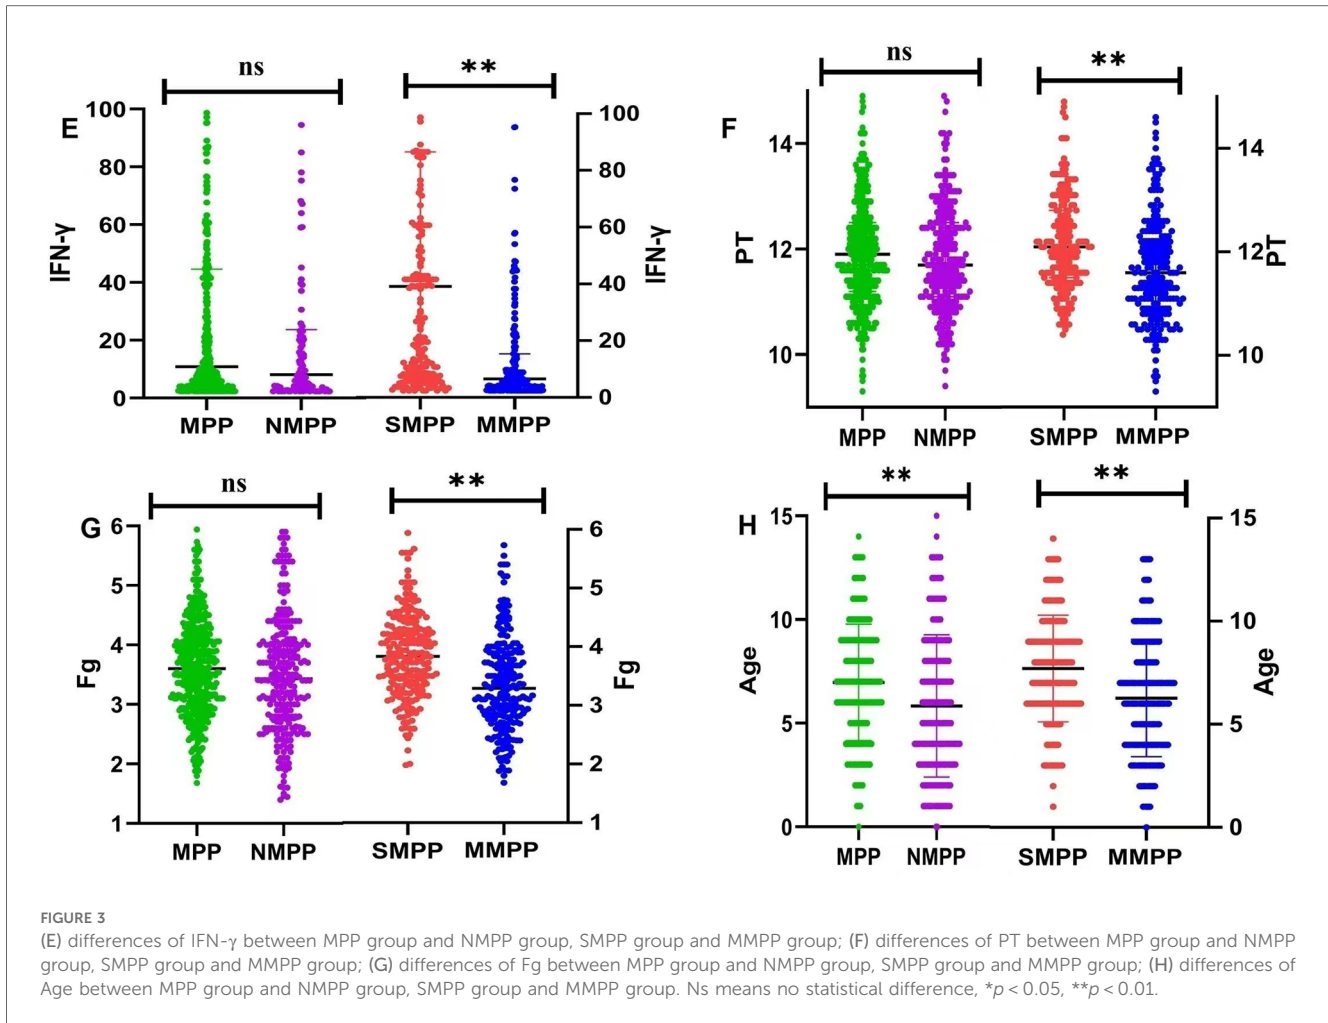 ns
**
E
100
80
60
40
20
0
IFN-γ
100
80
60
40
20
0
IFN-γ
MPP NMPP SMPP MMPP
ns
**
F
14
12
10
PT
14
12
10
PT
MPP NMPP SMPP MMPP
ns
**
G
6
5
4
3
2
1
Fg
6
5
4
3
2
1
Fg
MPP NMPP SMPP MMPP
**
**
H
15
10
5
0
Age
15
10
5
0
Age
MPP NMPP SMPP MMPP
FIGURE 3
(E) differences of IFN-γ between MPP group and NMPP group, SMPP group and MMPP group; (F) differences of PT between MPP group and NMPP
group, SMPP group and MMPP group; (G) differences of Fg between MPP group and NMPP group, SMPP group and MMPP group; (H) differences of
Age between MPP group and NMPP group, SMPP group and MMPP group. Ns means no statistical difference, *p < 0.05, **p < 0.01.